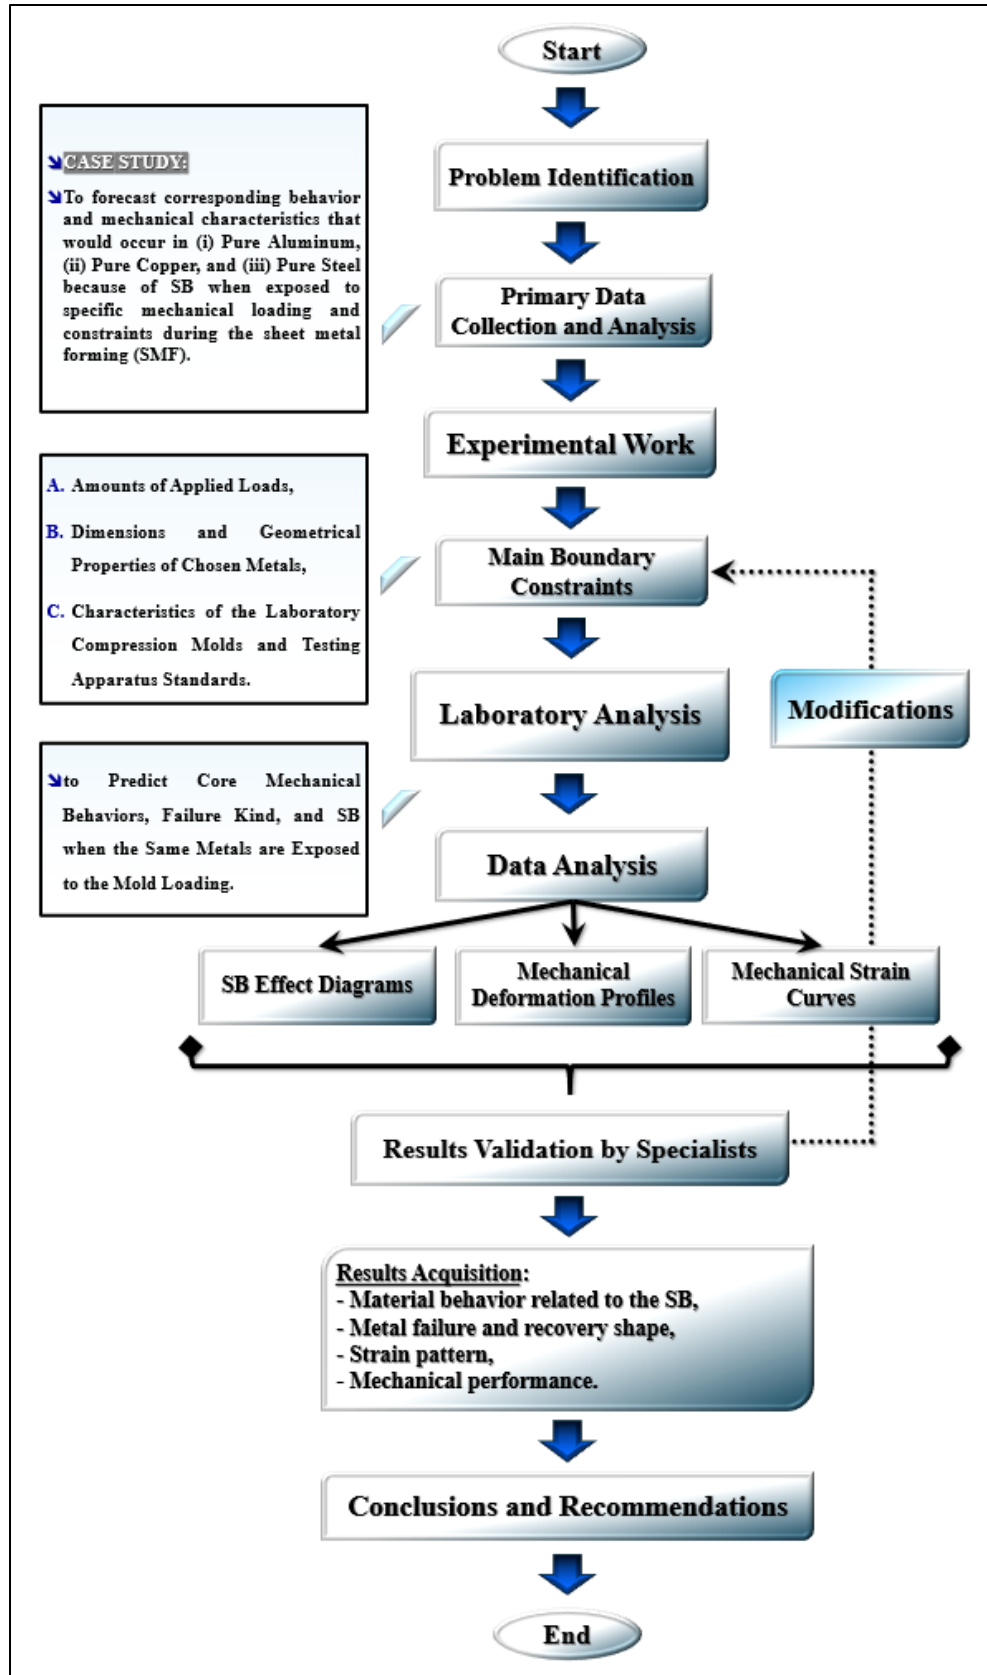 Start
Problem Identification
CASE STUDY:
To forecast corresponding behavior
and mechanical characteristics that
would occur in (i) Pure Aluminum,
(ii) Pure Copper, and (iii) Pure Steel
because of SB when exposed to
specific mechanical loading and
constraints during the sheet metal
forming (SMF).
Primary Data
Collection and Analysis
Experimental Work
A. Amounts of Applied Loads,
B. Dimensions and Geometrical
Properties of Chosen Metals,
C. Characteristics of the Laboratory
Compression Molds and Testing
Apparatus Standards.
Main Boundary
Constraints
Laboratory Analysis
Modifications
to Predict Core Mechanical
Behaviors, Failure Kind, and SB
when the Same Metals are Exposed
to the Mold Loading.
Data Analysis
SB Effect Diagrams
Mechanical
Deformation Profiles
Mechanical Strain
Curves
Results Validation by Specialists
Results Acquisition:
- Material behavior related to the SB,
- Metal failure and recovery shape,
- Strain pattern,
- Mechanical performance.
Conclusions and Recommendations
End